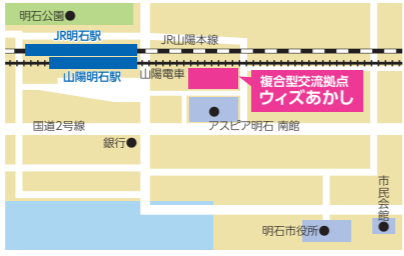 明石公園
JR明石駅
JR山陽本線
山陽明石駅
山陽電車
複合型交流拠点
ウィズあかし
国道2号線
アスピア明石 南館
銀行
市民会館
明石市役所